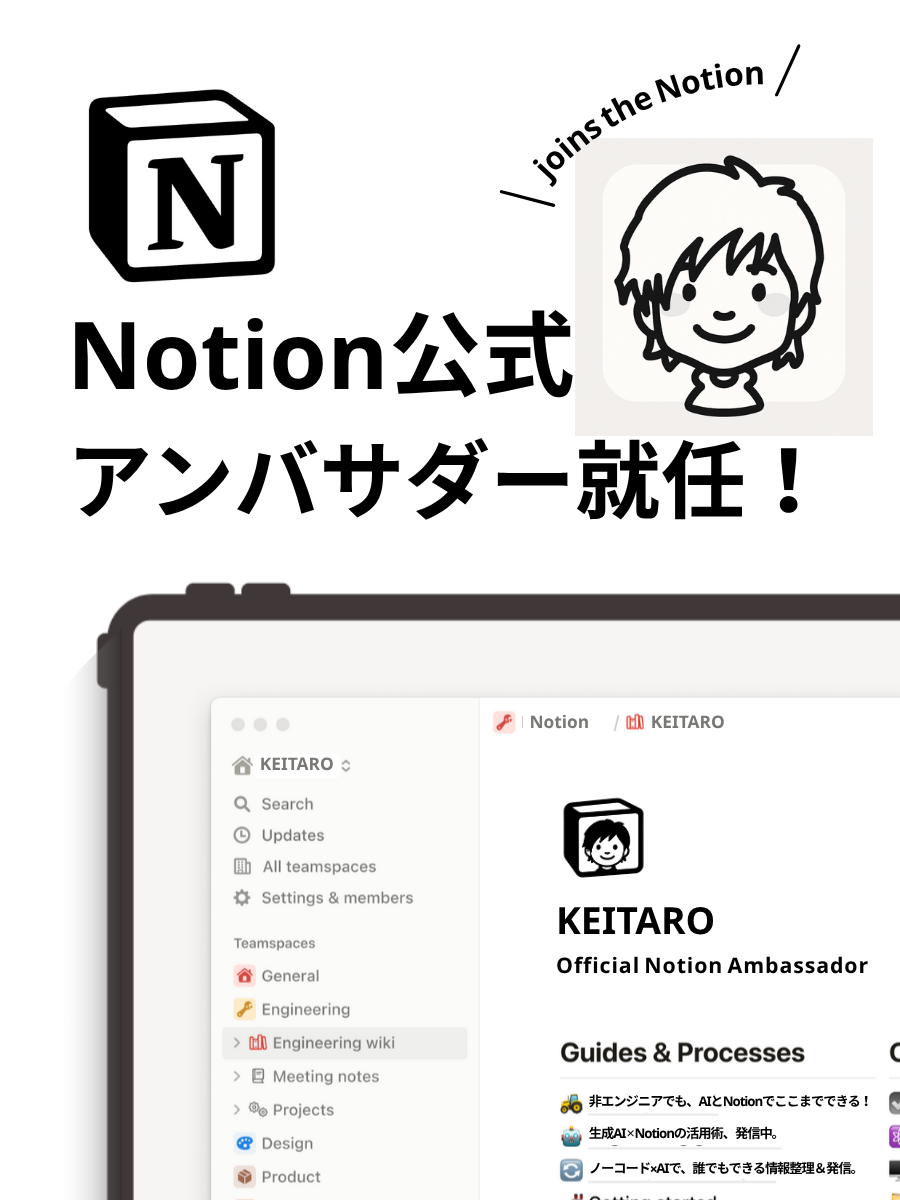 joins the Notion
N
Notion公式
アンバサダー就任！
Notion / KEITARO
KEITARO
Search
Updates
All teamspaces
Settings & members
Teamspaces
General
Engineering
Engineering wiki
Meeting notes
Projects
Design
Product
KEITARO
Official Notion Ambassador
Guides & Processes
非エンジニアでも、AIとNotionでここまでできる！
生成AI×Notionの活用術、発信中。
ノーコード×AIで、誰でもできる情報整理＆発信。
Getting started